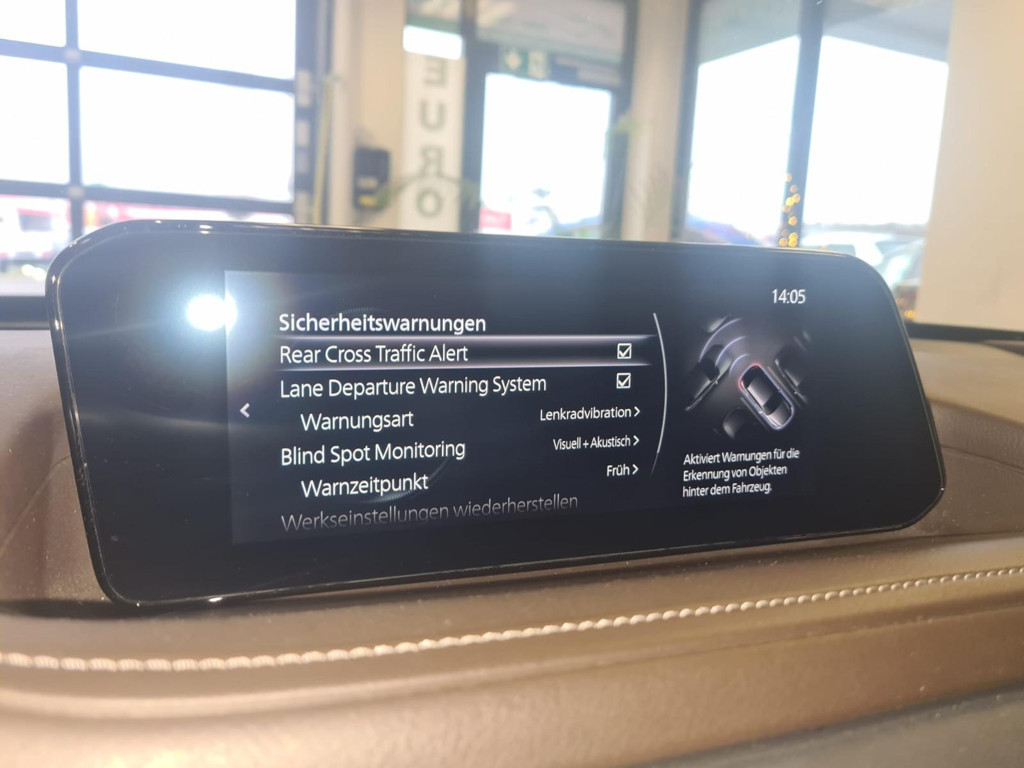 EURO
14:05
Sicherheitswarnungen
Rear Cross Traffic Alert
Lane Departure Warning System
Warnungsart Lenkradvibration
Blind Spot Monitoring Visuell + Akustisch
Warnzeitpunkt Früh
Werkseinstellungen wiederherstellen
Aktiviert Warnungen für die
Erkennung von Objekten
hinter dem Fahrzeug.